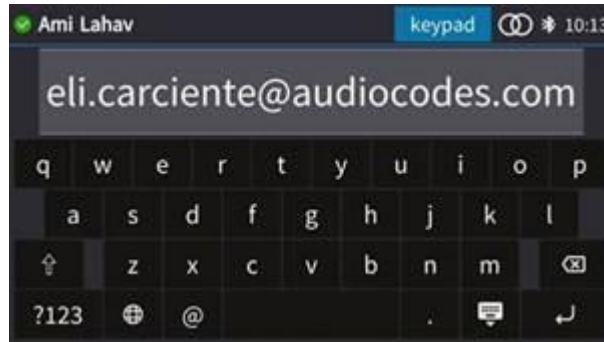 Ami Lahav keypad 10:13
eli.carciente@audiocodes.com
q w e r t y u i o p
a s d f g h j k l
z x c v b n m
?123 @ .